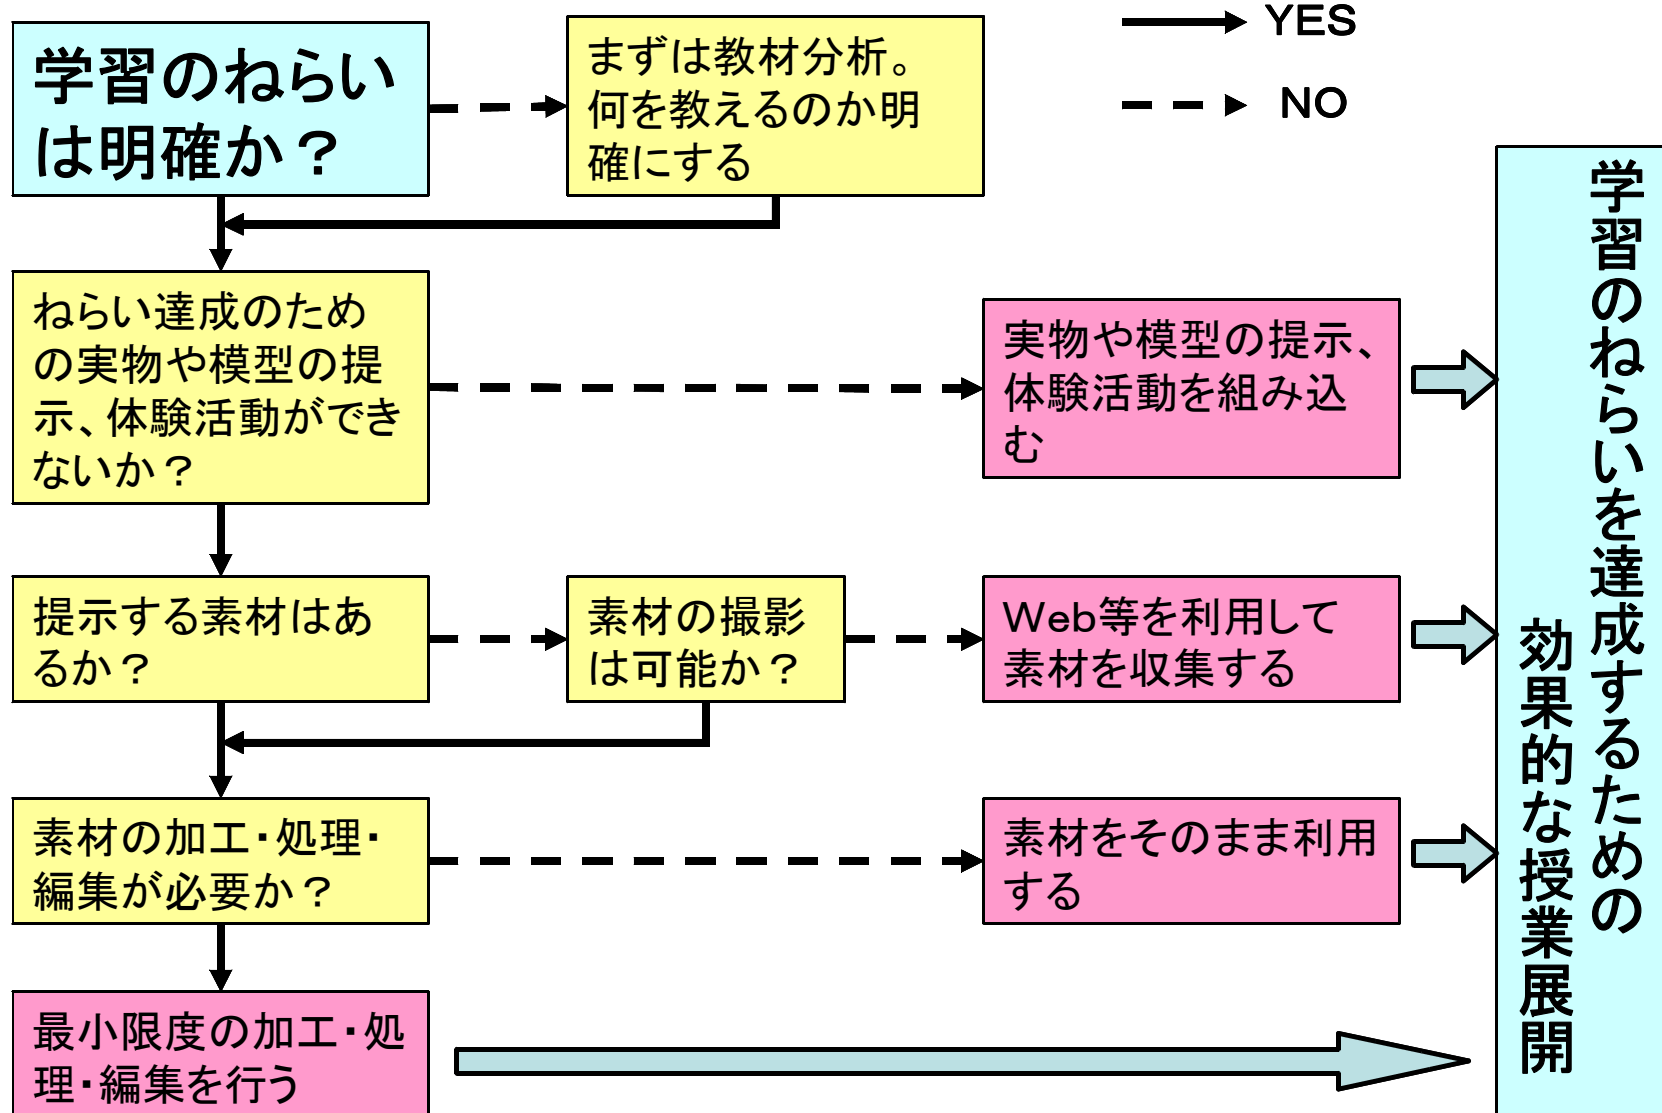 YES
NO
学習のねらい
は明確か？
まずは教材分析。
何を教えるのか明
確にする
ねらい達成のため
の実物や模型の提
示、体験活動ができ
ないか？
実物や模型の提示、
体験活動を組み込
む
提示する素材はあ
るか？
素材の撮影
は可能か？
Ｗｅｂ等を利用して
素材を収集する
素材の加工・処理・
編集が必要か？
素材をそのまま利用
する
最小限度の加工・処
理・編集を行う
学習のねらいを達成するための
効果的な授業展開